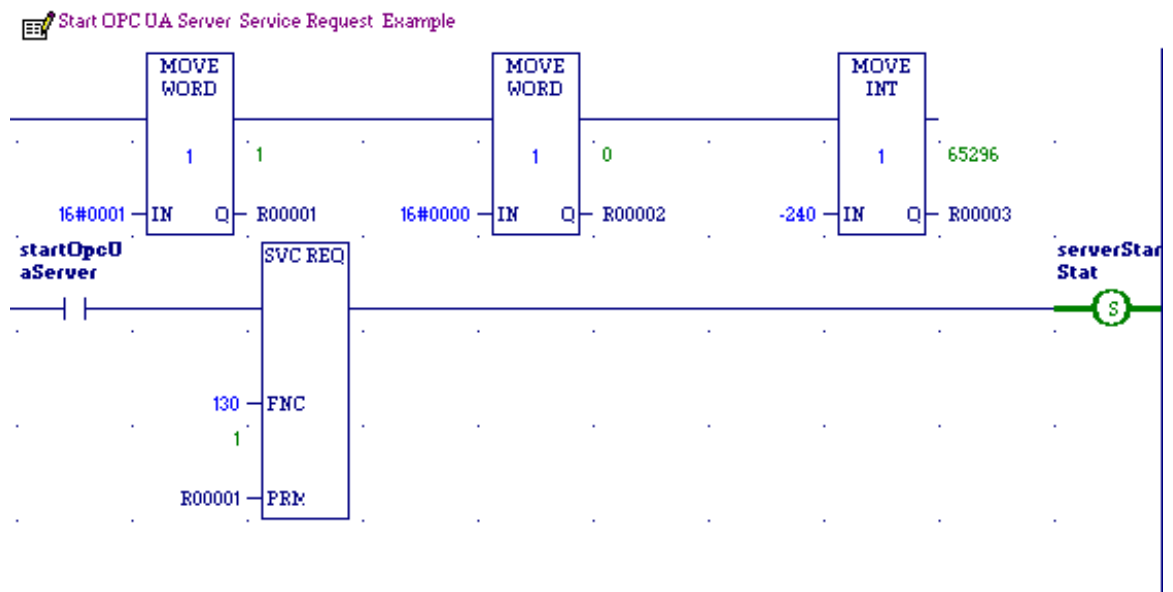 Start OPC UA Server Service Request Example
MOVE WORD
MOVE WORD
MOVE INT
1 1
1 0
1 65296
16#0001 IN Q R00001
16#0000 IN Q R00002
-240 IN Q R00003
startOpcU
aServer
SVC REQ
serverStar
Stat
S
130 FNC
1
R00001 PRM